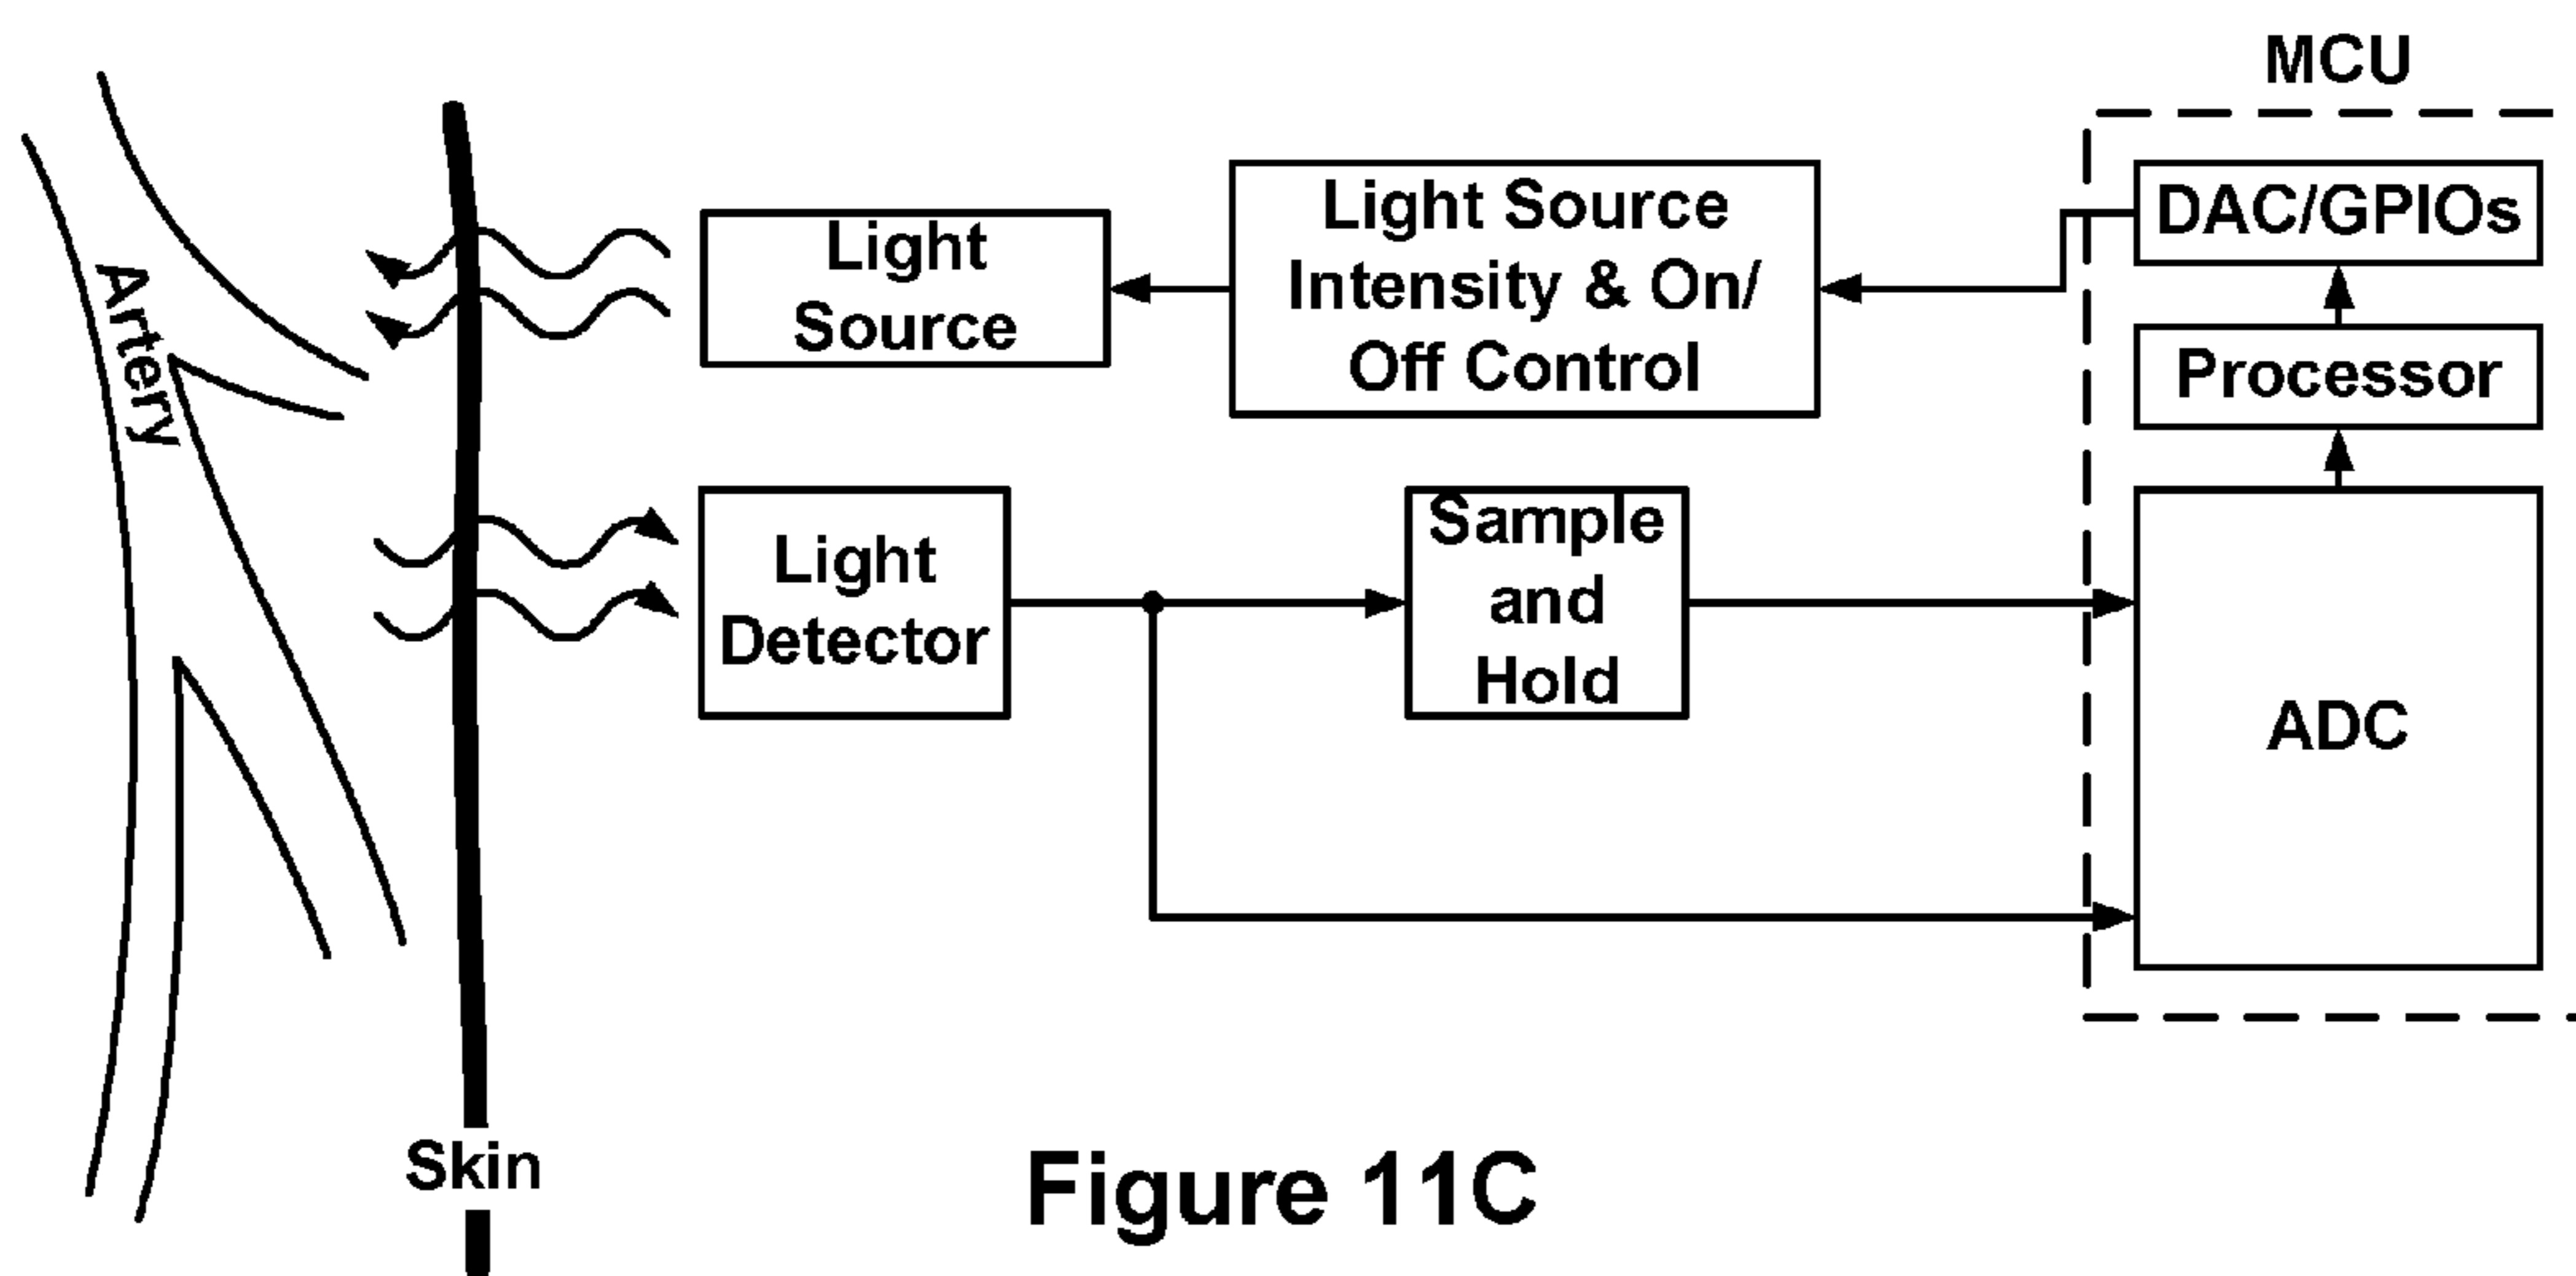 MCU
DAC/GPIOs
Light Source
Intensity & On/
Off Control
Light
Source
Processor
Artery
Light
Detector
Sample
and
Hold
ADC
Skin
Figure 11C